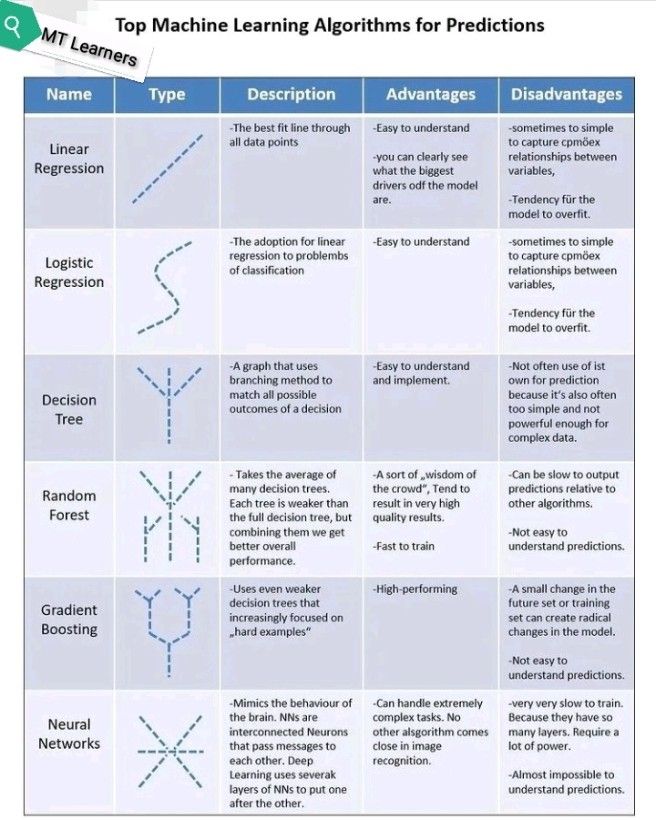 MT Learners
Top Machine Learning Algorithms for Predictions
Name
Type
Description
Advantages
Disadvantages
Linear
Regression
-The best fit line through
all data points
-Easy to understand
-you can clearly see
what the biggest
drivers odf the model
are.
-sometimes to simple
to capture cpmöex
relationships between
variables,
-Tendency für the
model to overfit.
Logistic
Regression
-The adoption for linear
regression to problembs
of classification
-Easy to understand
-sometimes to simple
to capture cpmöex
relationships between
variables,
-Tendency für the
model to overfit.
Decision
Tree
-A graph that uses
branching method to
match all possible
outcomes of a decision
-Easy to understand
and implement.
-Not often use of ist
own for prediction
because it's also often
too simple and not
powerful enough for
complex data.
Random
Forest
- Takes the average of
many decision trees.
Each tree is weaker than
the full decision tree, but
combining them we get
better overall
performance.
-A sort of „wisdom of
the crowd“, Tend to
result in very high
quality results.
-Fast to train
-Can be slow to output
predictions relative to
other algorithms.
-Not easy to
understand predictions.
Gradient
Boosting
-Uses even weaker
decision trees that
increasingly focused on
„hard examples“
-High-performing
-A small change in the
future set or training
set can create radical
changes in the model.
-Not easy to
understand predictions.
Neural
Networks
-Mimics the behaviour of
the brain. NNs are
interconnected Neurons
that pass messages to
each other. Deep
Learning uses severak
layers of NNs to put one
after the other.
-Can handle extremely
complex tasks. No
other alsgorithm comes
close in image
recognition.
-very very slow to train.
Because they have so
many layers. Require a
lot of power.
-Almost impossible to
understand predictions.